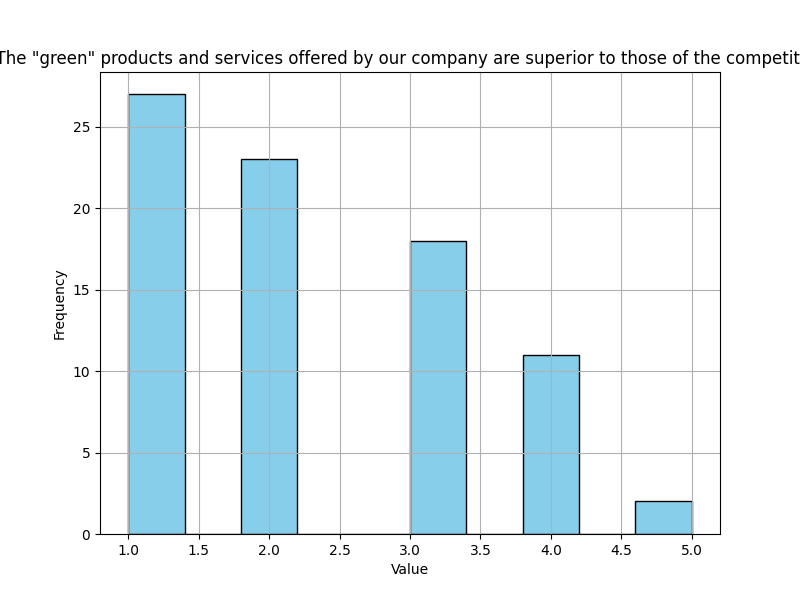 The "green" products and services offered by our company are superior to those of the competit
25
20
15
10
5
0
Frequency
1.0 1.5 2.0 2.5 3.0 3.5 4.0 4.5 5.0
Value